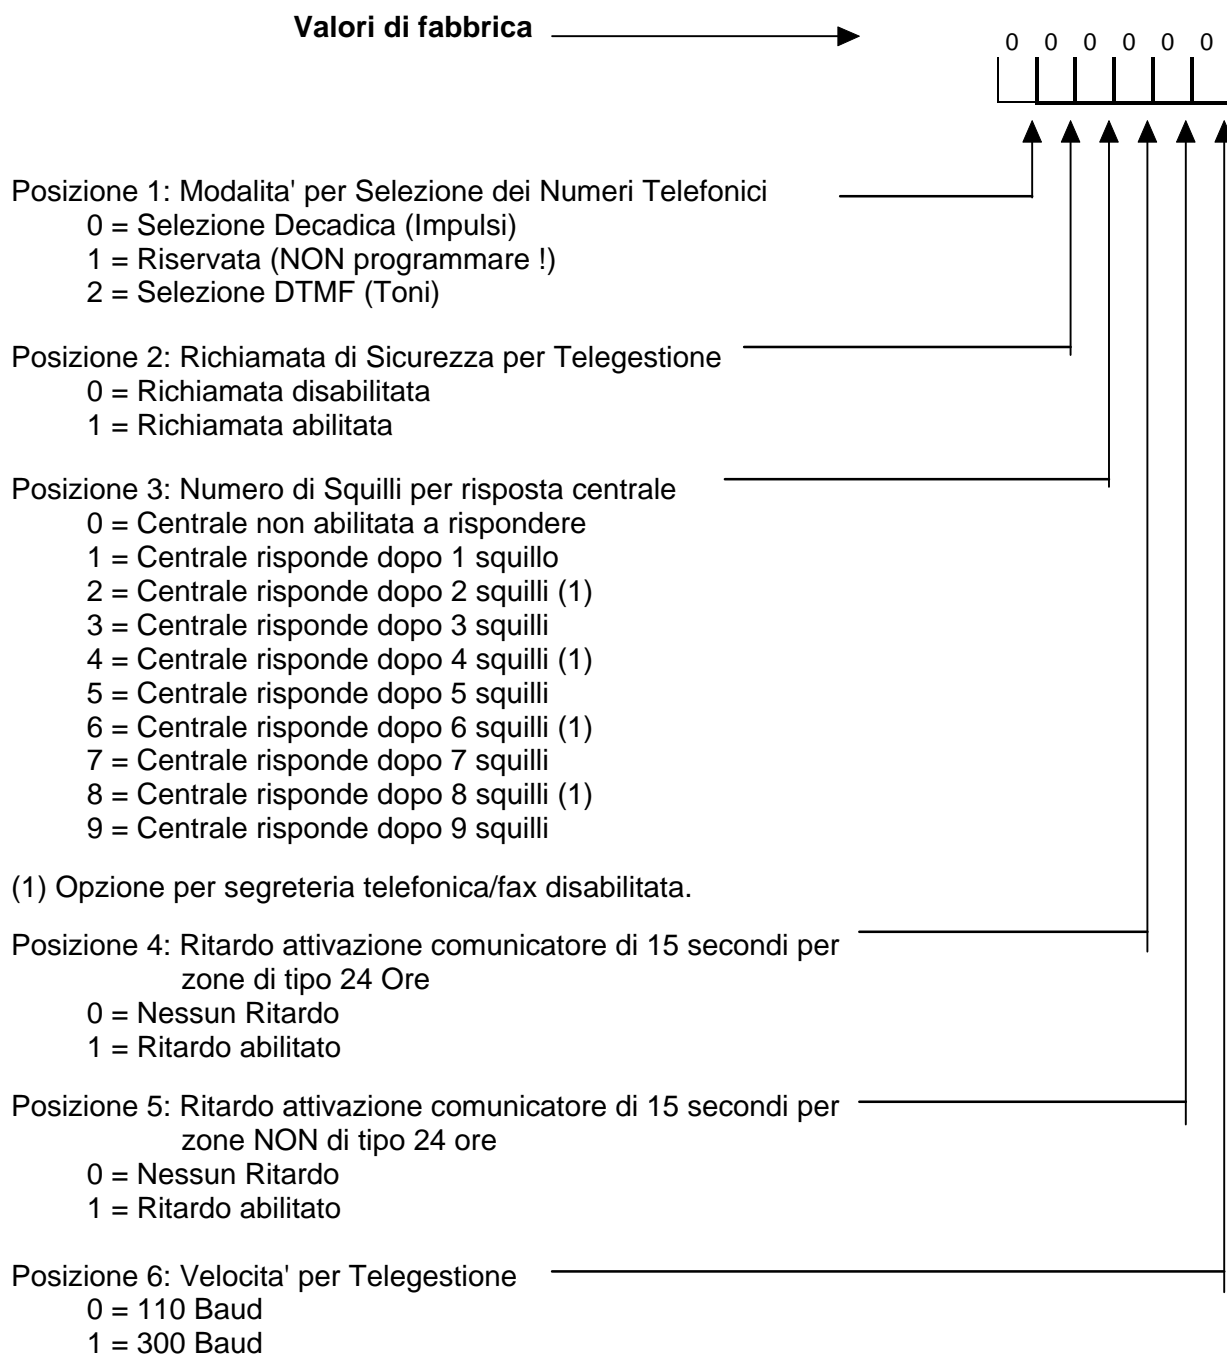 Valori di fabbrica
0 0 0 0 0 0
Posizione 1: Modalita' per Selezione dei Numeri Telefonici
0 = Selezione Decadica (Impulsi)
1 = Riservata (NON programmare !)
2 = Selezione DTMF (Toni)
Posizione 2: Richiamata di Sicurezza per Telegestione
0 = Richiamata disabilitata
1 = Richiamata abilitata
Posizione 3: Numero di Squilli per risposta centrale
0 = Centrale non abilitata a rispondere
1 = Centrale risponde dopo 1 squillo
2 = Centrale risponde dopo 2 squilli (1)
3 = Centrale risponde dopo 3 squilli
4 = Centrale risponde dopo 4 squilli (1)
5 = Centrale risponde dopo 5 squilli
6 = Centrale risponde dopo 6 squilli (1)
7 = Centrale risponde dopo 7 squilli
8 = Centrale risponde dopo 8 squilli (1)
9 = Centrale risponde dopo 9 squilli
(1) Opzione per segreteria telefonica/fax disabilitata.
Posizione 4: Ritardo attivazione comunicatore di 15 secondi per
zone di tipo 24 Ore
0 = Nessun Ritardo
1 = Ritardo abilitato
Posizione 5: Ritardo attivazione comunicatore di 15 secondi per
zone NON di tipo 24 ore
0 = Nessun Ritardo
1 = Ritardo abilitato
Posizione 6: Velocita' per Telegestione
0 = 110 Baud
1 = 300 Baud